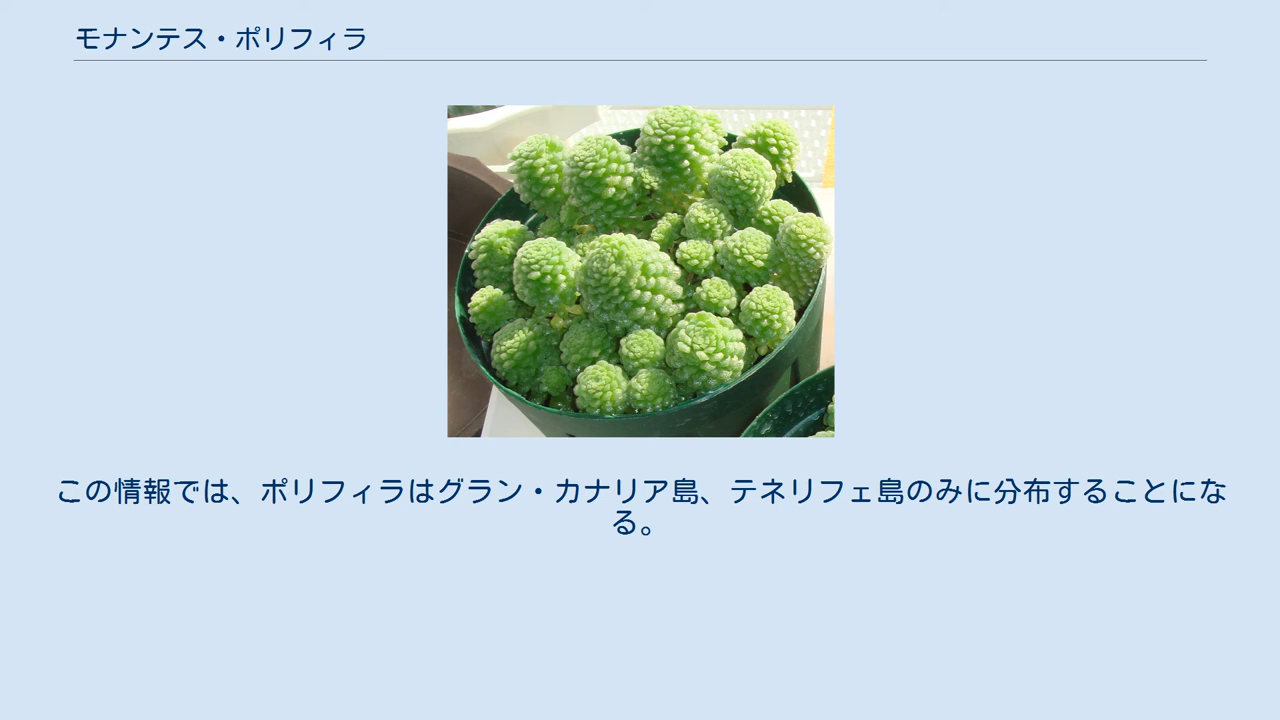 モナンテス・ポリフィラ
この情報では、ポリフィラはグラン・カナリア島、テネリフェ島のみに分布することにな
る。